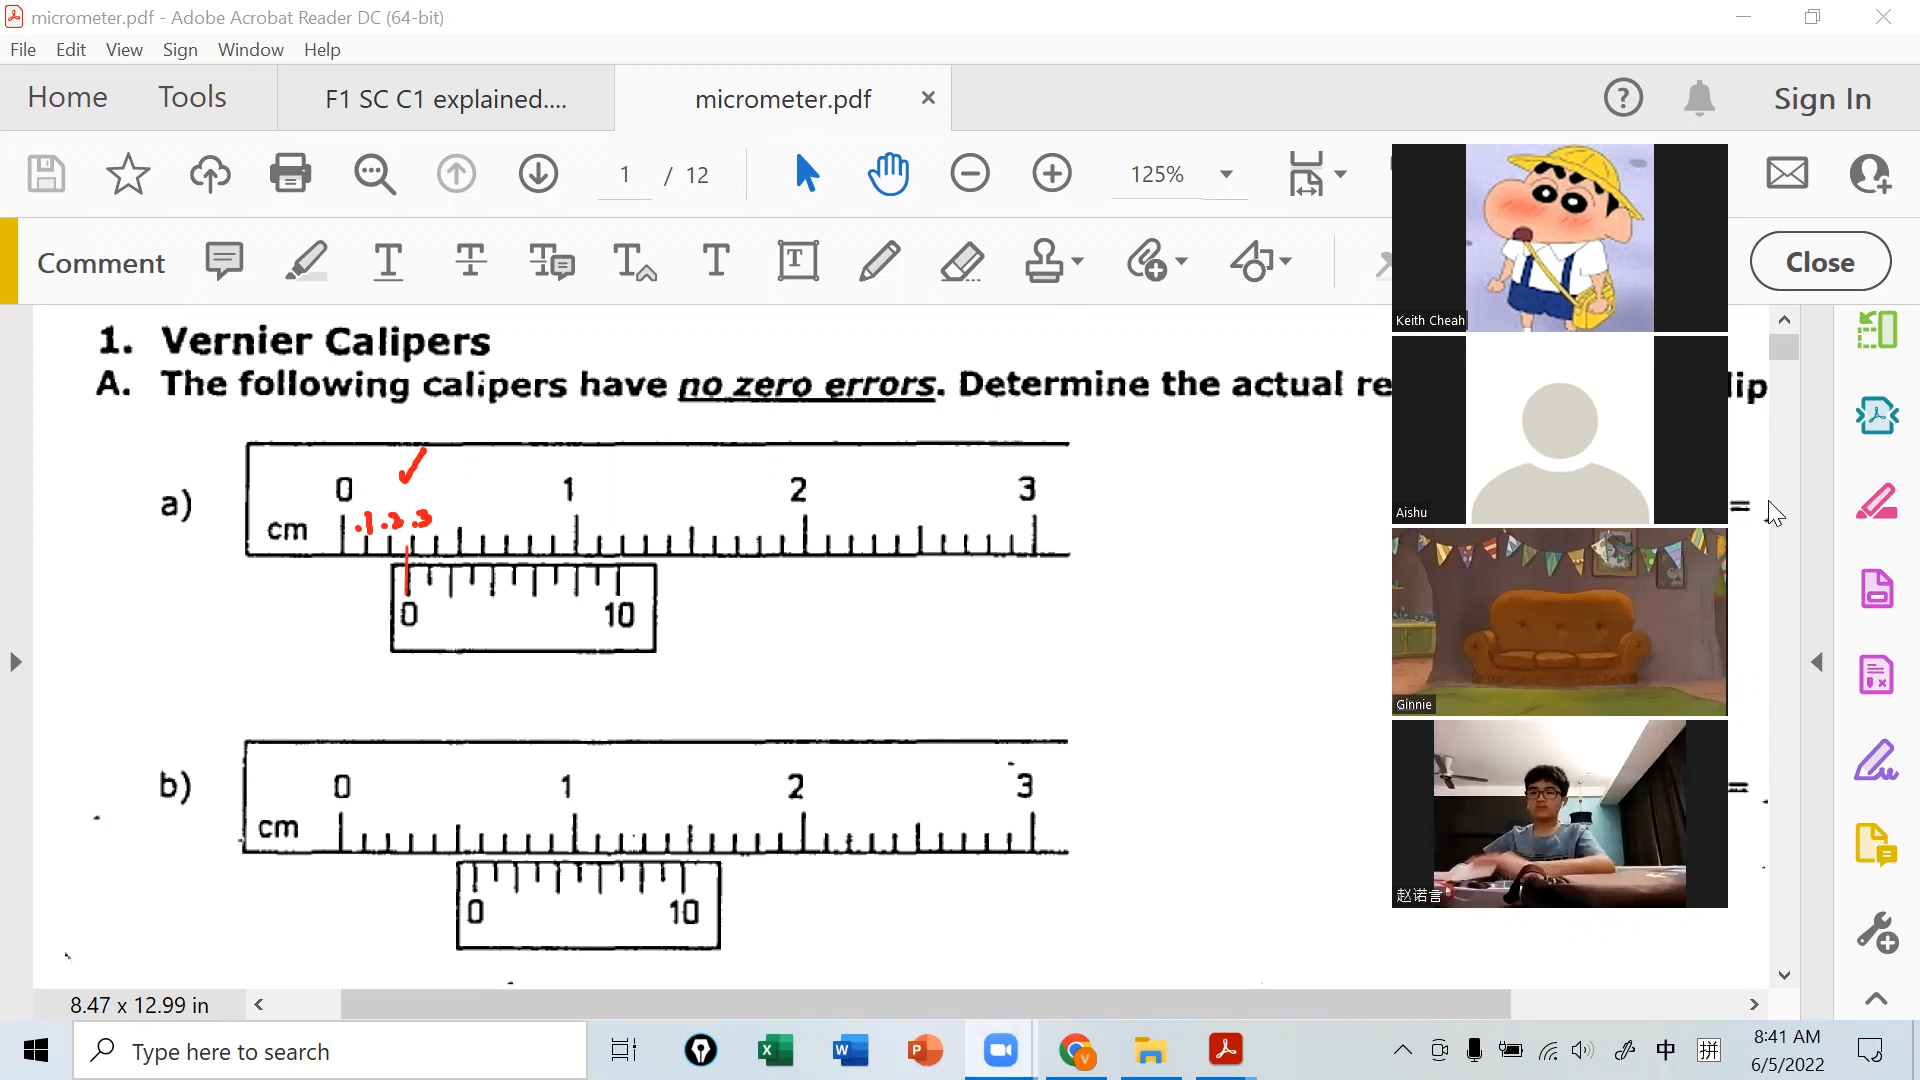 micrometer.pdf - Adobe Acrobat Reader DC (64-bit)
File Edit View Sign Window Help
Home Tools F1 SC C1 explained.... micrometer.pdf × ? Sign In
1 / 12 125%
Comment Close
1. Vernier Calipers
A. The following calipers have no zero errors. Determine the actual re lip
a)
0 1 2 3
cm
.1 .2 .3
0 10
=
b)
0 1 2 3
cm
0 10
=
Keith Cheah
Aishu
Ginnie
赵诺言
8.47 x 12.99 in
Type here to search
中 拼
8:41 AM
6/5/2022